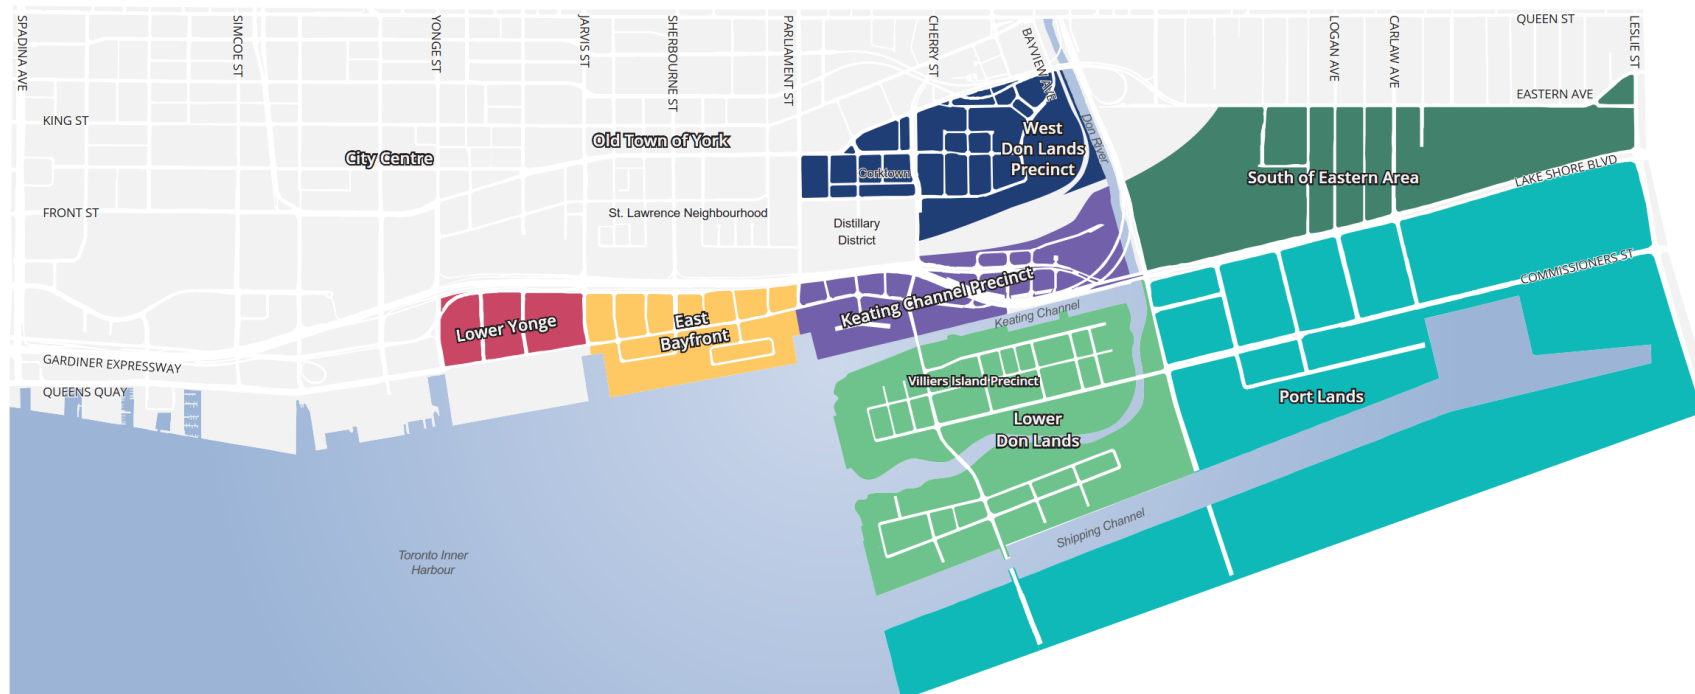 SPADINA AVE
SIMCOE ST
YONGE ST
JARVIS ST
SHERBOURNE ST
PARLIAMENT ST
CHERRY ST
BAYVIEW AVE
LOGAN AVE
CARLAW AVE
QUEEN ST
LESLIE ST
EASTERN AVE
KING ST
City Centre
Old Town of York
Corktown
West
Don Lands
Precinct
Don River
South of Eastern Area
LAKE SHORE BLVD
FRONT ST
St. Lawrence Neighbourhood
Distillary
District
COMMISSIONERS ST
Lower Yonge
East
Bayfront
Keating Channel Precinct
Keating Channel
GARDINER EXPRESSWAY
QUEENS QUAY
Villiers Island Precinct
Lower
Don Lands
Port Lands
Shipping Channel
Toronto Inner
Harbour